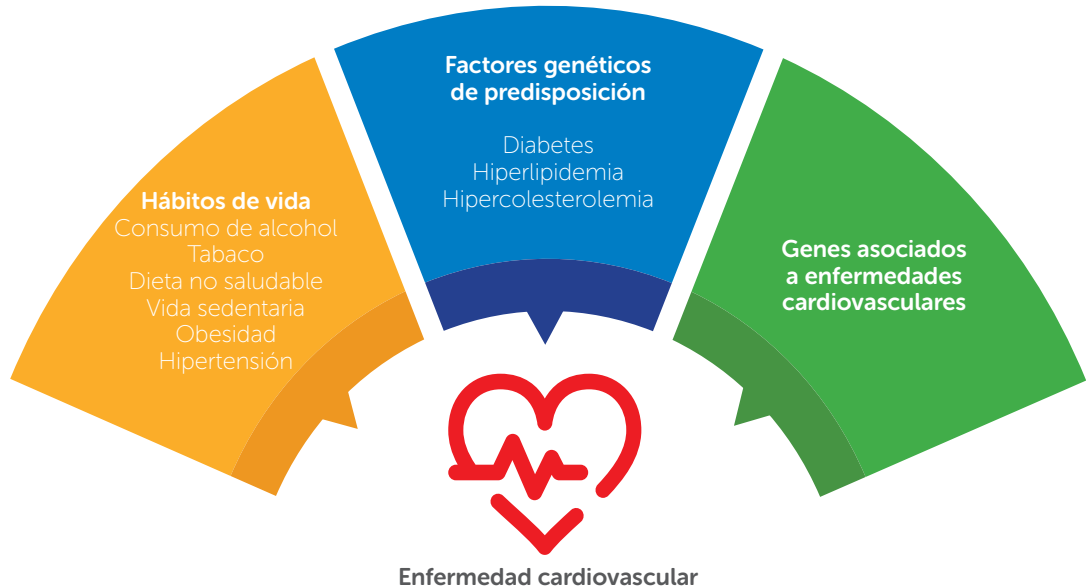 Factores genéticos
de predisposición
Diabetes
Hiperlipidemia
Hipercolesterolemia
Hábitos de vida
Consumo de alcohol
Tabaco
Dieta no saludable
Vida sedentaria
Obesidad
Hipertensión
Genes asociados
a enfermedades
cardiovasculares
Enfermedad cardiovascular